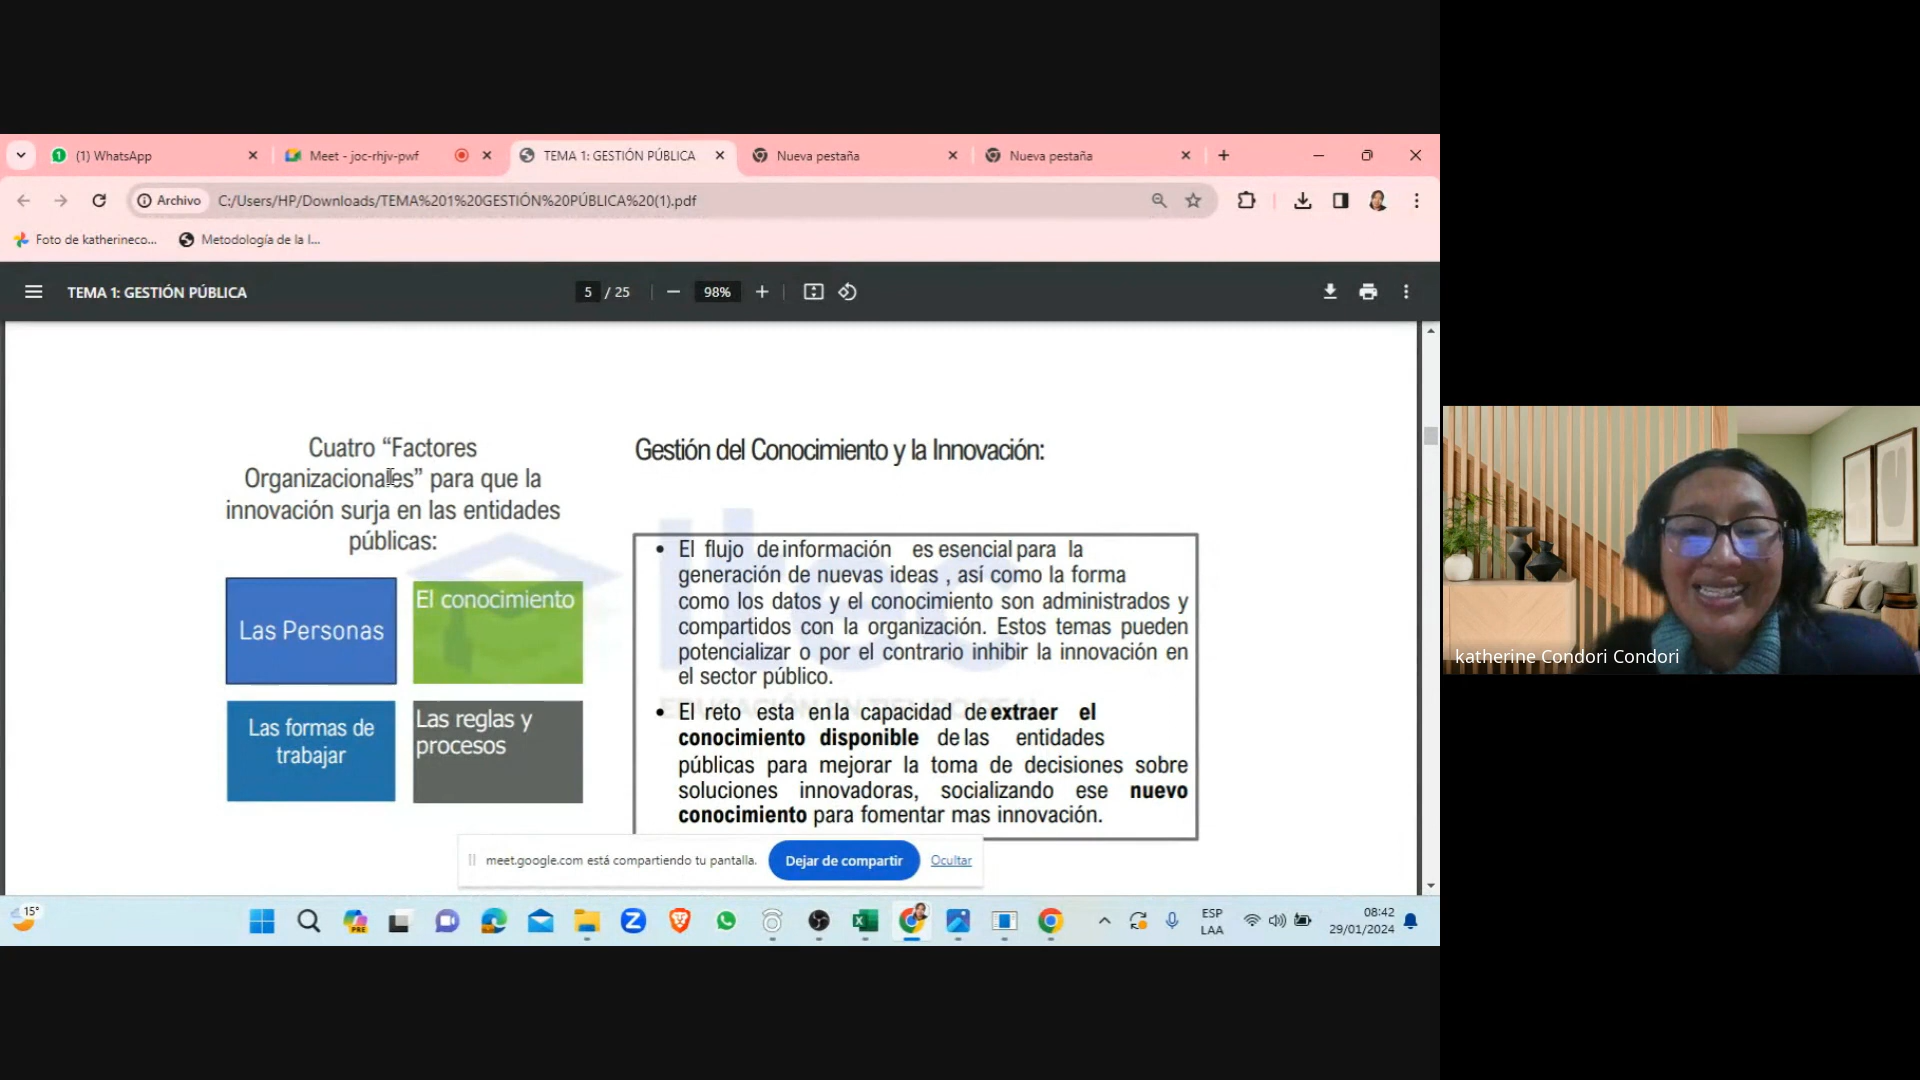 (1) WhatsApp
Meet - joc-rhjv-pwf
TEMA 1: GESTIÓN PÚBLICA
Nueva pestaña
Nueva pestaña
Archivo
C:/Users/HP/Downloads/TEMA%201%20GESTIÓN%20PÚBLICA%20(1).pdf
Foto de katherineco...
Metodología de la I...
TEMA 1: GESTIÓN PÚBLICA
5 / 25
98%
Cuatro “Factores
Organizacionales” para que la
innovación surja en las entidades
públicas:
Las Personas
El conocimiento
Las formas de
trabajar
Las reglas y
procesos
Gestión del Conocimiento y la Innovación:
• El flujo de información es esencial para la
generación de nuevas ideas , así como la forma
como los datos y el conocimiento son administrados y
compartidos con la organización. Estos temas pueden
potencializar o por el contrario inhibir la innovación en
el sector público.
• El reto esta en la capacidad de extraer el
conocimiento disponible de las entidades
públicas para mejorar la toma de decisiones sobre
soluciones innovadoras, socializando ese nuevo
conocimiento para fomentar mas innovación.
itec
EDUCACIÓN EN TIEMPO REAL
meet.google.com está compartiendo tu pantalla.
Dejar de compartir
Ocultar
15°
PRE
ESP
LAA
08:42
29/01/2024
katherine Condori Condori